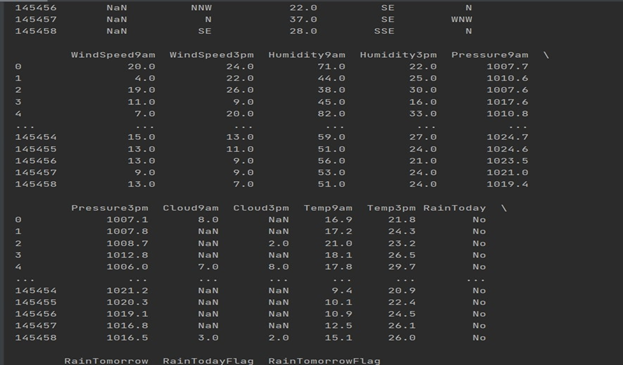 145456 NaN NNW 22.0 SE N
145457 NaN N 37.0 SE WNW
145458 NaN SE 28.0 SSE N
WindSpeed9am WindSpeed3pm Humidity9am Humidity3pm Pressure9am \
0 20.0 24.0 71.0 22.0 1007.7
1 4.0 22.0 44.0 25.0 1010.6
2 19.0 26.0 38.0 30.0 1007.6
3 11.0 9.0 45.0 16.0 1017.6
4 7.0 20.0 82.0 33.0 1010.8
... ... ... ... ... ...
145454 15.0 13.0 59.0 27.0 1024.7
145455 13.0 11.0 51.0 24.0 1024.6
145456 13.0 9.0 56.0 21.0 1023.5
145457 9.0 9.0 53.0 24.0 1021.0
145458 13.0 7.0 51.0 24.0 1019.4
Pressure3pm Cloud9am Cloud3pm Temp9am Temp3pm RainToday \
0 1007.1 8.0 NaN 16.9 21.8 No
1 1007.8 NaN NaN 17.2 24.3 No
2 1008.7 NaN 2.0 21.0 23.2 No
3 1012.8 NaN NaN 18.1 26.5 No
4 1006.0 7.0 8.0 17.8 29.7 No
... ... ... ... ... ... ...
145454 1021.2 NaN NaN 9.4 20.9 No
145455 1020.3 NaN NaN 10.1 22.4 No
145456 1019.1 NaN NaN 10.9 24.5 No
145457 1016.8 NaN NaN 12.5 26.1 No
145458 1016.5 3.0 2.0 15.1 26.0 No
RainTomorrow RainTodayFlag RainTomorrowFlag